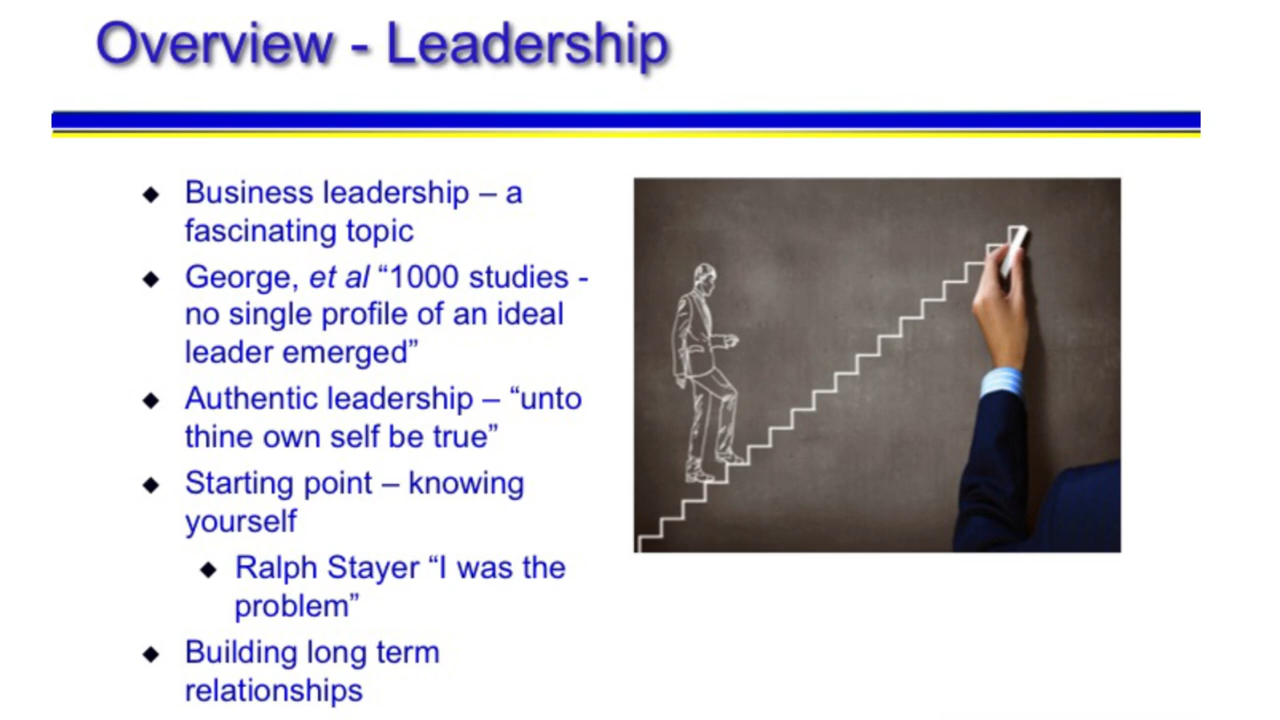 Overview - Leadership
Business leadership – a
fascinating topic
George, et al “1000 studies -
no single profile of an ideal
leader emerged”
Authentic leadership – “unto
thine own self be true”
Starting point – knowing
yourself
Ralph Stayer “I was the
problem”
Building long term
relationships